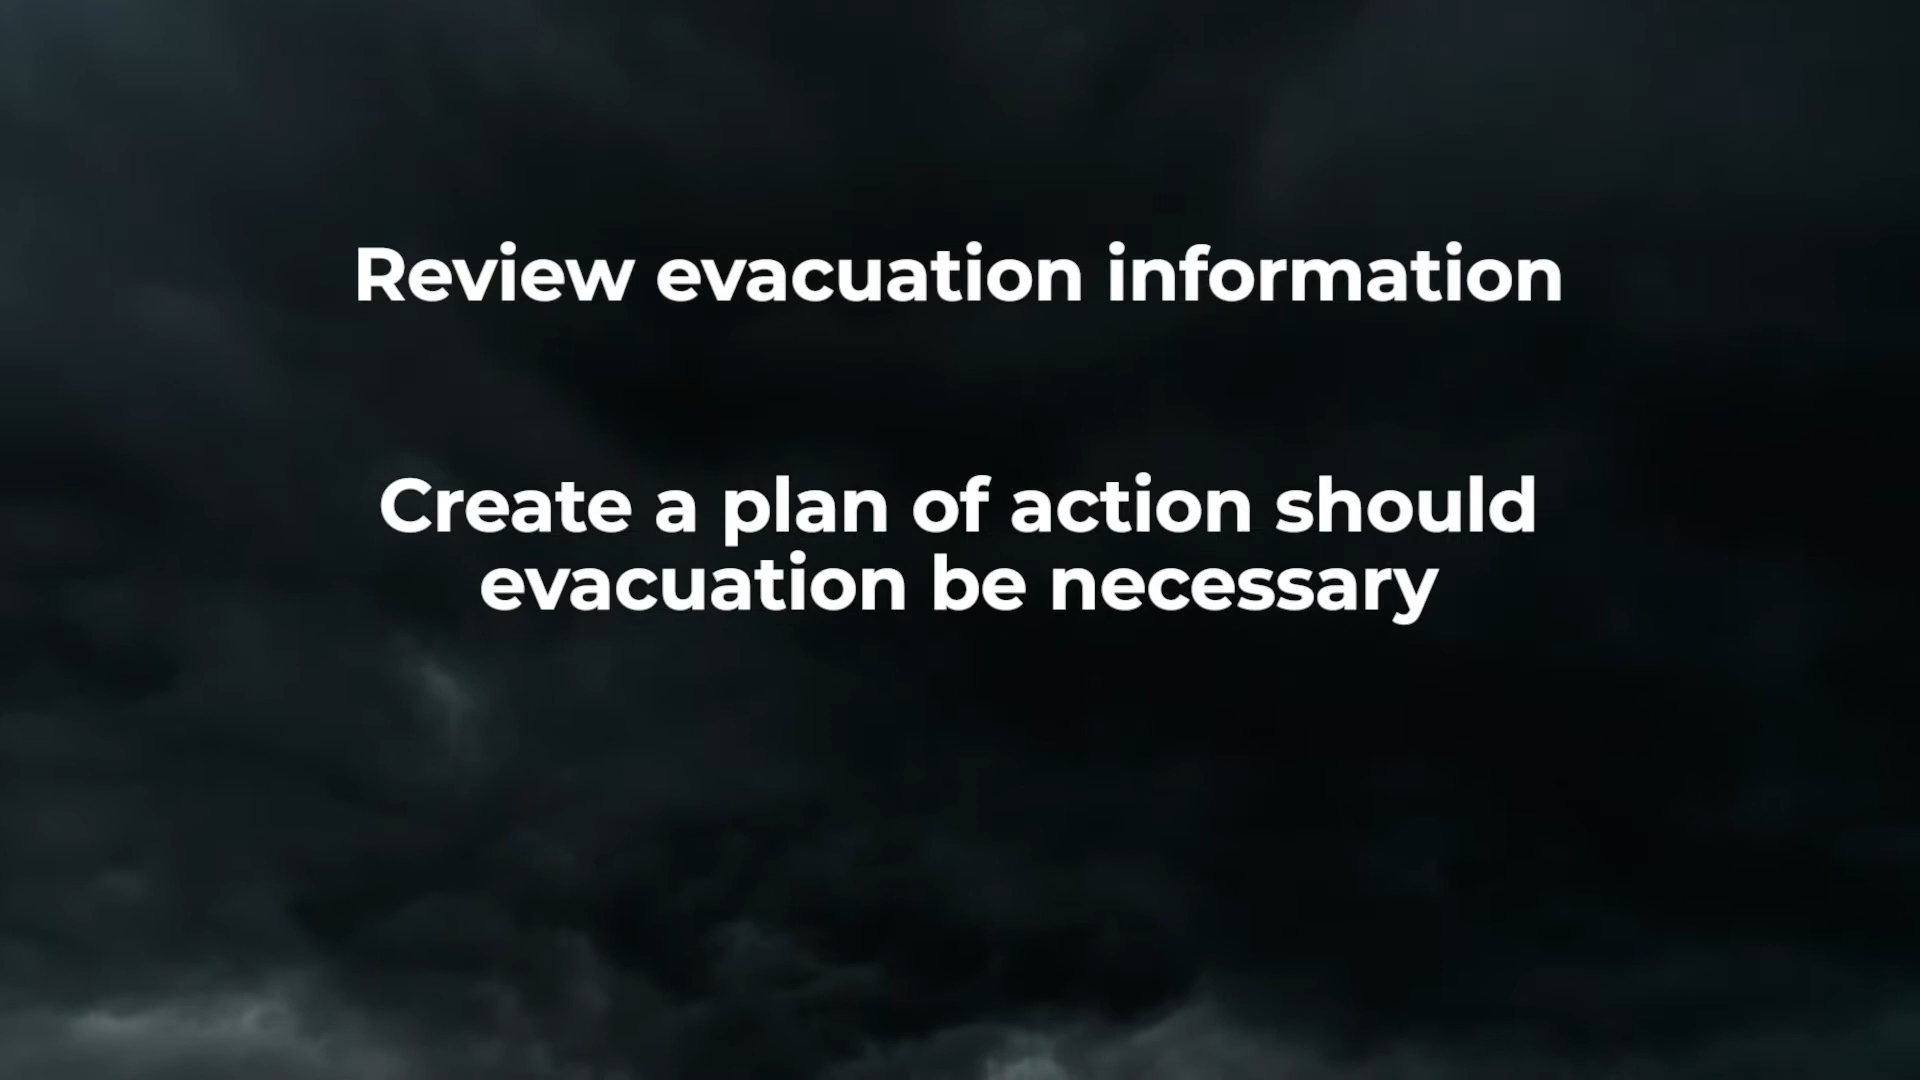 Review evacuation information
Create a plan of action should
evacuation be necessary